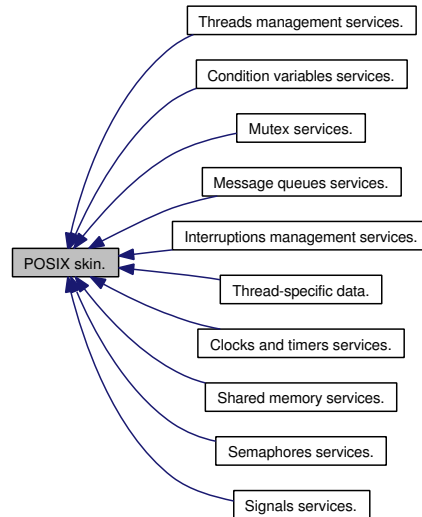 Threads management services.
Condition variables services.
Mutex services.
Message queues services.
Interruptions management services.
POSIX skin.
Thread-specific data.
Clocks and timers services.
Shared memory services.
Semaphores services.
Signals services.